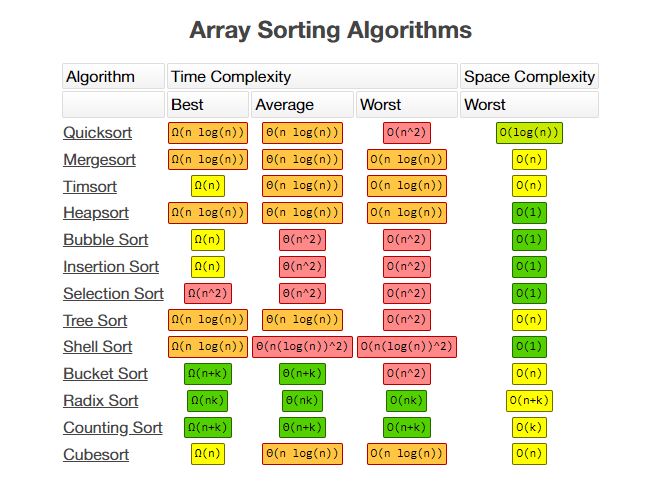 Array Sorting Algorithms
Algorithm Time Complexity Space Complexity
Best Average Worst Worst
Quicksort Ω(n log(n)) Θ(n log(n)) O(n^2) O(log(n))
Mergesort Ω(n log(n)) Θ(n log(n)) O(n log(n)) O(n)
Timsort Ω(n) Θ(n log(n)) O(n log(n)) O(n)
Heapsort Ω(n log(n)) Θ(n log(n)) O(n log(n)) O(1)
Bubble Sort Ω(n) Θ(n^2) O(n^2) O(1)
Insertion Sort Ω(n) Θ(n^2) O(n^2) O(1)
Selection Sort Ω(n^2) Θ(n^2) O(n^2) O(1)
Tree Sort Ω(n log(n)) Θ(n log(n)) O(n^2) O(n)
Shell Sort Ω(n log(n)) Θ(n(log(n))^2) O(n(log(n))^2) O(1)
Bucket Sort Ω(n+k) Θ(n+k) O(n^2) O(n)
Radix Sort Ω(nk) Θ(nk) O(nk) O(n+k)
Counting Sort Ω(n+k) Θ(n+k) O(n+k) O(k)
Cubesort Ω(n) Θ(n log(n)) O(n log(n)) O(n)